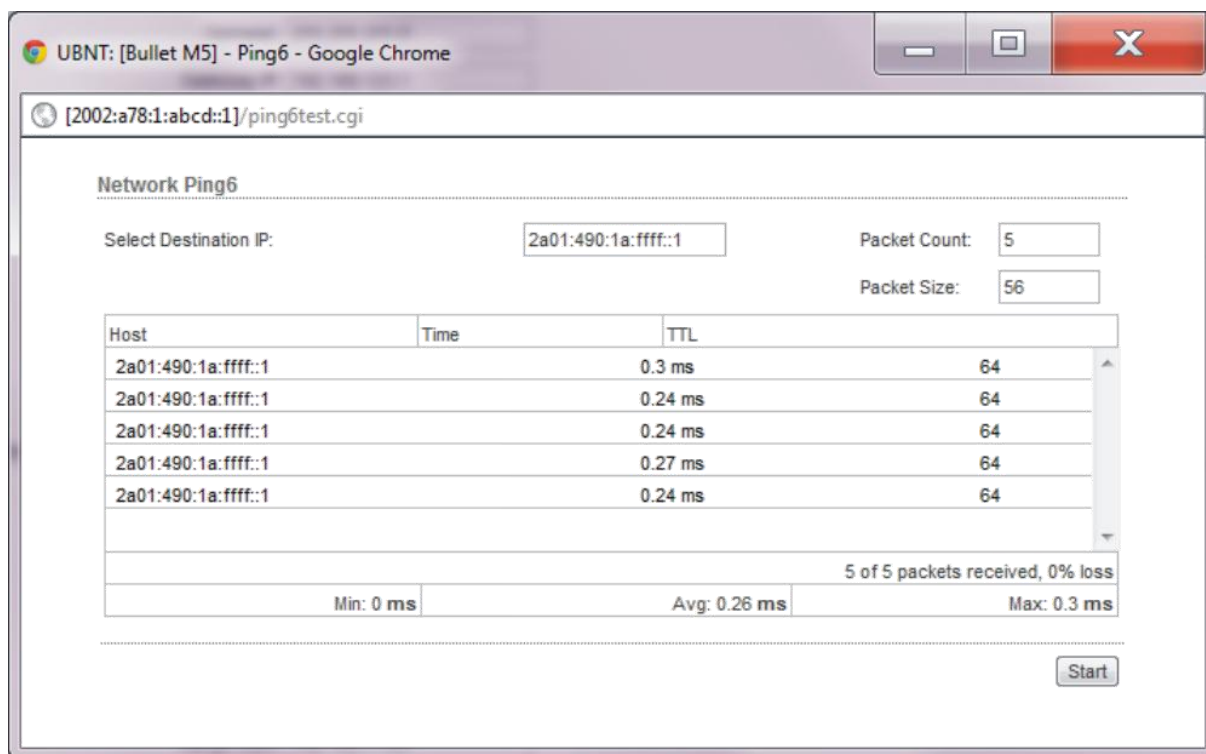 UBNT: [Bullet M5] - Ping6 - Google Chrome
[2002:a78:1:abcd::1]/ping6test.cgi
Network Ping6
Select Destination IP: 2a01:490:1a:ffff::1 Packet Count: 5
Packet Size: 56
Host Time TTL
2a01:490:1a:ffff::1 0.3 ms 64
2a01:490:1a:ffff::1 0.24 ms 64
2a01:490:1a:ffff::1 0.24 ms 64
2a01:490:1a:ffff::1 0.27 ms 64
2a01:490:1a:ffff::1 0.24 ms 64
5 of 5 packets received, 0% loss
Min: 0 ms Avg: 0.26 ms Max: 0.3 ms
Start